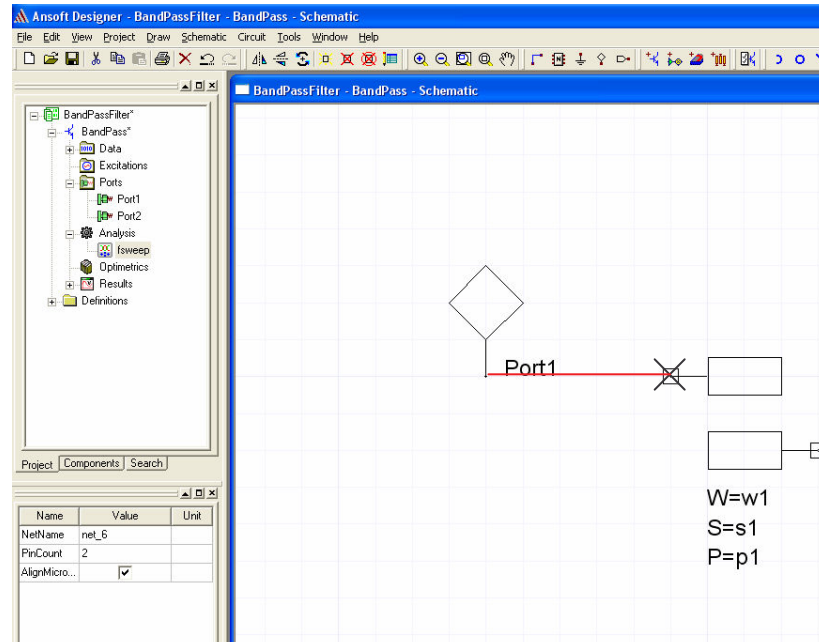 Ansoft Designer - BandPassFilter - BandPass - Schematic
File Edit View Project Draw Schematic Circuit Tools Window Help
BandPassFilter*
BandPass*
Data
Excitations
Ports
Port1
Port2
Analysis
fsweep
Optimetrics
Results
Definitions
Project Components Search
Name Value Unit
NetName net_6
PinCount 2
AlignMicro...
BandPassFilter - BandPass - Schematic
Port1
W=w1
S=s1
P=p1